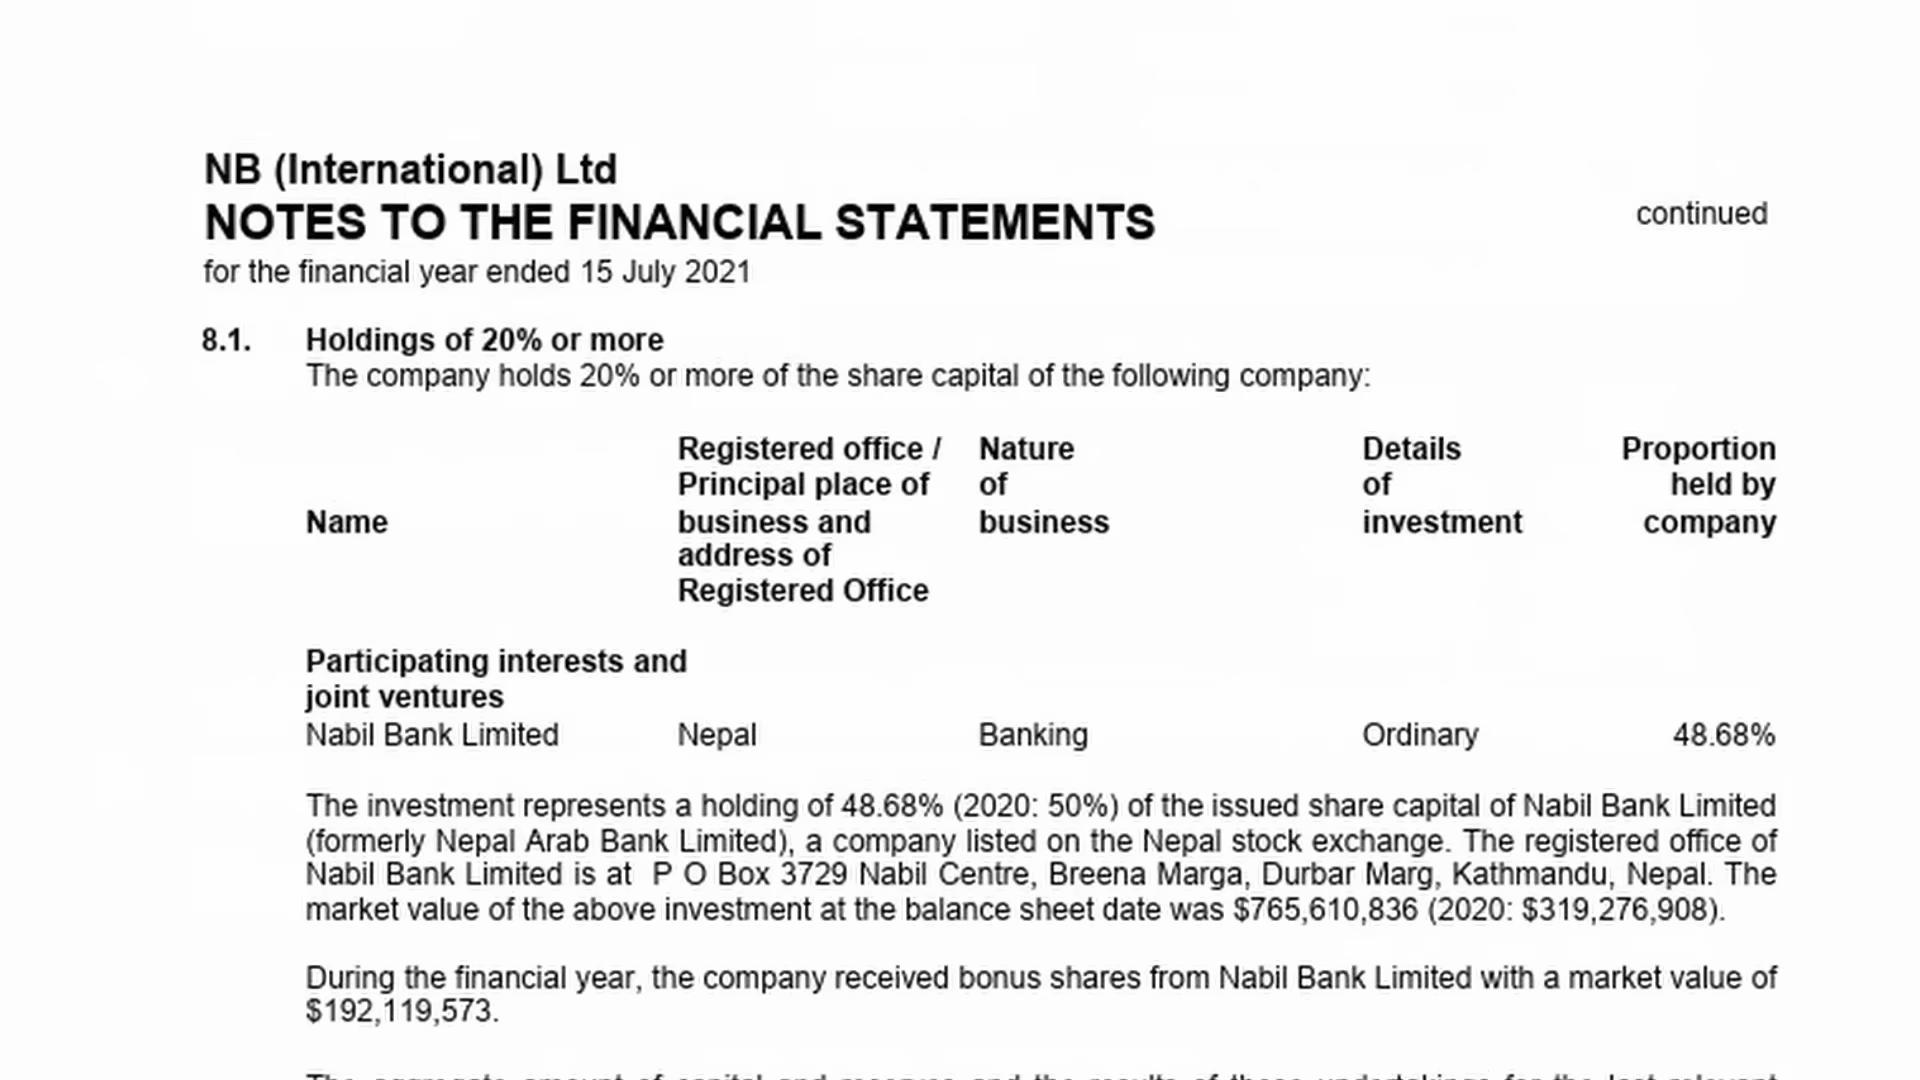 NB (International) Ltd
NOTES TO THE FINANCIAL STATEMENTS
continued
for the financial year ended 15 July 2021
8.1. Holdings of 20% or more
The company holds 20% or more of the share capital of the following company:
Registered office / Nature Details Proportion
Principal place of of of held by
Name business and business investment company
address of
Registered Office
Participating interests and
joint ventures
Nabil Bank Limited Nepal Banking Ordinary 48.68%
The investment represents a holding of 48.68% (2020: 50%) of the issued share capital of Nabil Bank Limited
(formerly Nepal Arab Bank Limited), a company listed on the Nepal stock exchange. The registered office of
Nabil Bank Limited is at P O Box 3729 Nabil Centre, Breena Marga, Durbar Marg, Kathmandu, Nepal. The
market value of the above investment at the balance sheet date was $765,610,836 (2020: $319,276,908).
During the financial year, the company received bonus shares from Nabil Bank Limited with a market value of
$192,119,573.